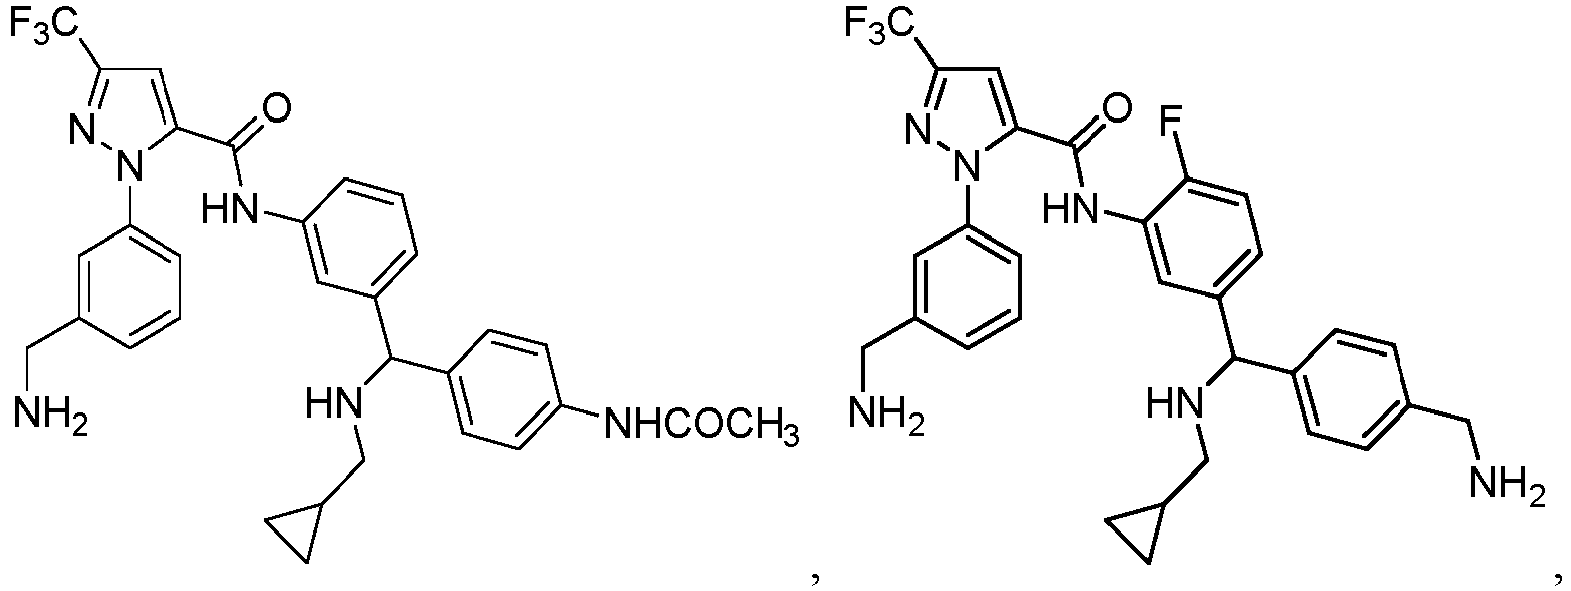 F3C F3C
O O F
N N
N N
HN HN
NH2 HN NH2 HN
NHCOCH3
NH2
, ,